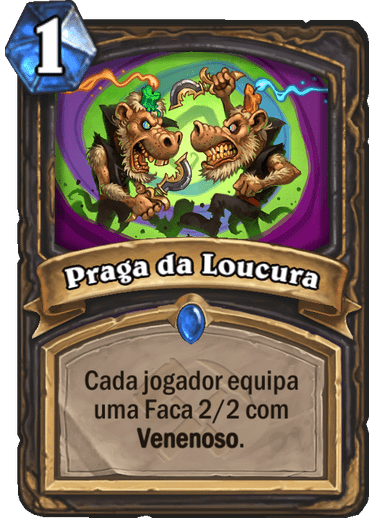 1
Praga da Loucura
Cada jogador equipa
uma Faca 2/2 com
Venenoso.